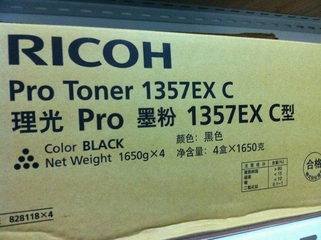 RICOH
Pro Toner 1357EX C
理光 Pro 墨粉 1357EX C型
Color BLACK
Net Weight 1650g×4
颜色: 黑色
净含量: 4盒×1650克
合格
828118×4